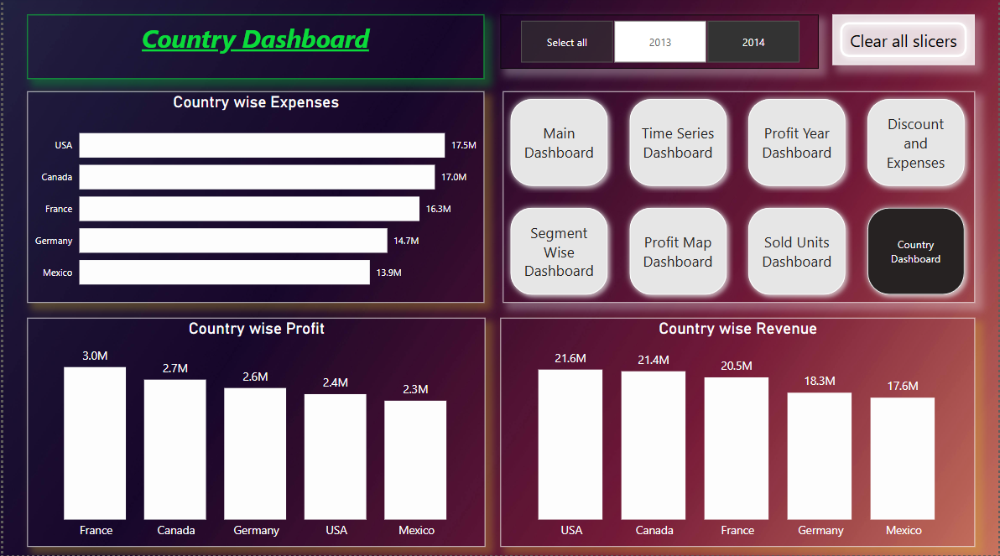 Country Dashboard
Select all
2013
2014
Clear all slicers
Country wise Expenses
USA 17.5M
Canada 17.0M
France 16.3M
Germany 14.7M
Mexico 13.9M
Main
Dashboard
Time Series
Dashboard
Profit Year
Dashboard
Discount
and
Expenses
Segment
Wise
Dashboard
Profit Map
Dashboard
Sold Units
Dashboard
Country
Dashboard
Country wise Profit
3.0M
2.7M
2.6M
2.4M
2.3M
France
Canada
Germany
USA
Mexico
Country wise Revenue
21.6M
21.4M
20.5M
18.3M
17.6M
USA
Canada
France
Germany
Mexico